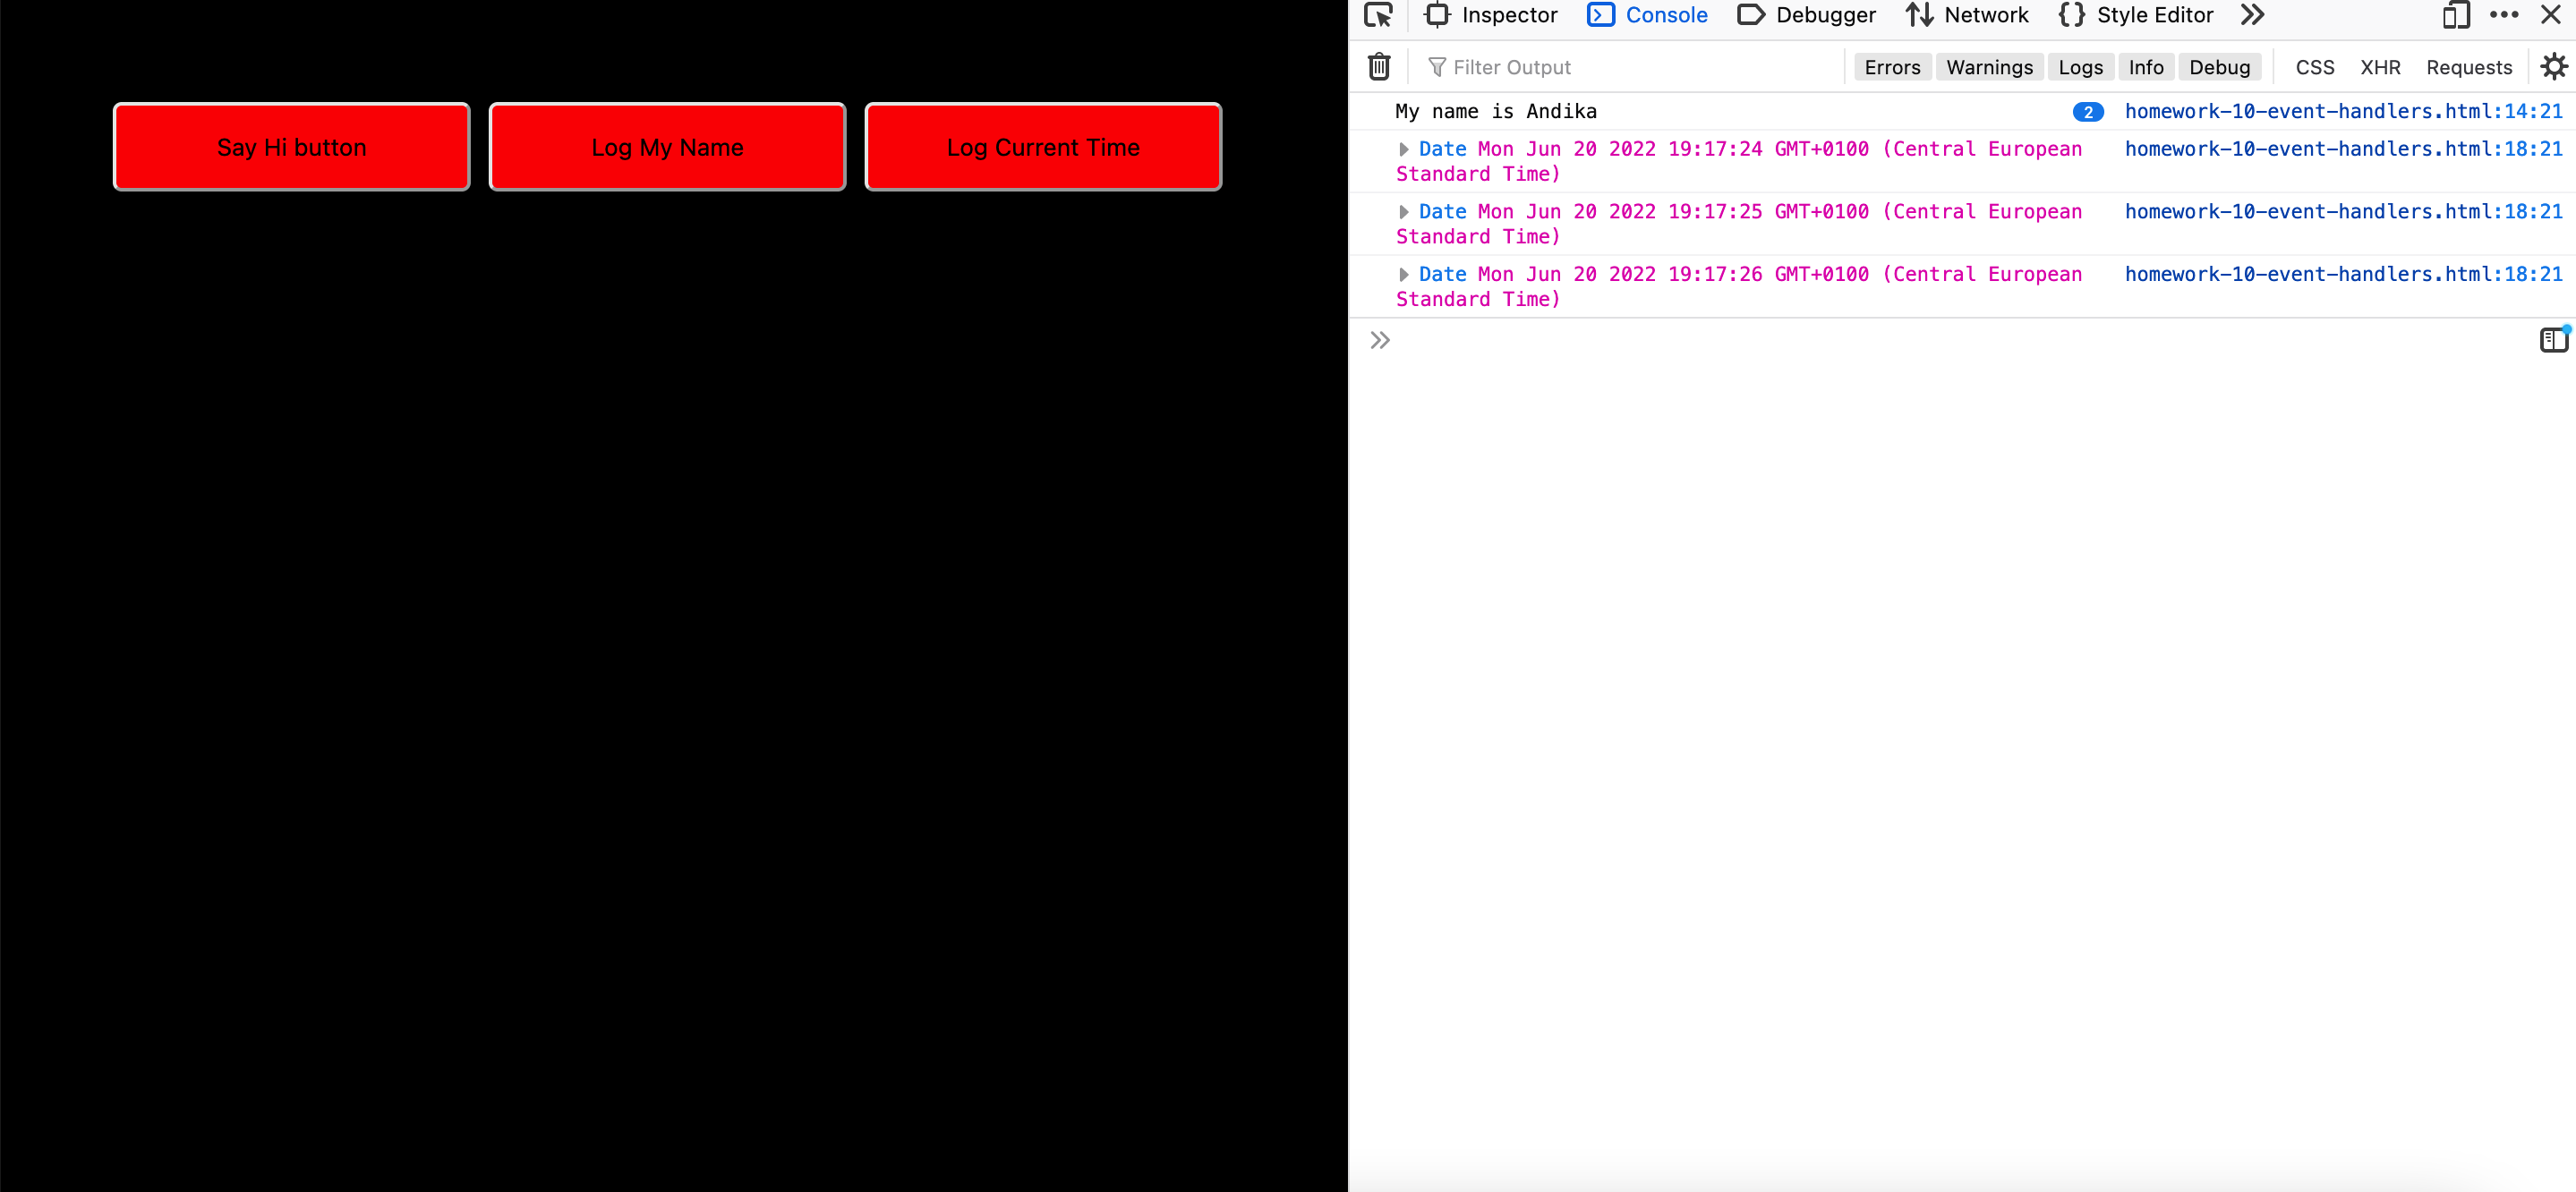 Inspector Console Debugger Network Style Editor
Filter Output Errors Warnings Logs Info Debug CSS XHR Requests
Say Hi button Log My Name Log Current Time
My name is Andika 2 homework-10-event-handlers.html:14:21
Date Mon Jun 20 2022 19:17:24 GMT+0100 (Central European homework-10-event-handlers.html:18:21
Standard Time)
Date Mon Jun 20 2022 19:17:25 GMT+0100 (Central European homework-10-event-handlers.html:18:21
Standard Time)
Date Mon Jun 20 2022 19:17:26 GMT+0100 (Central European homework-10-event-handlers.html:18:21
Standard Time)